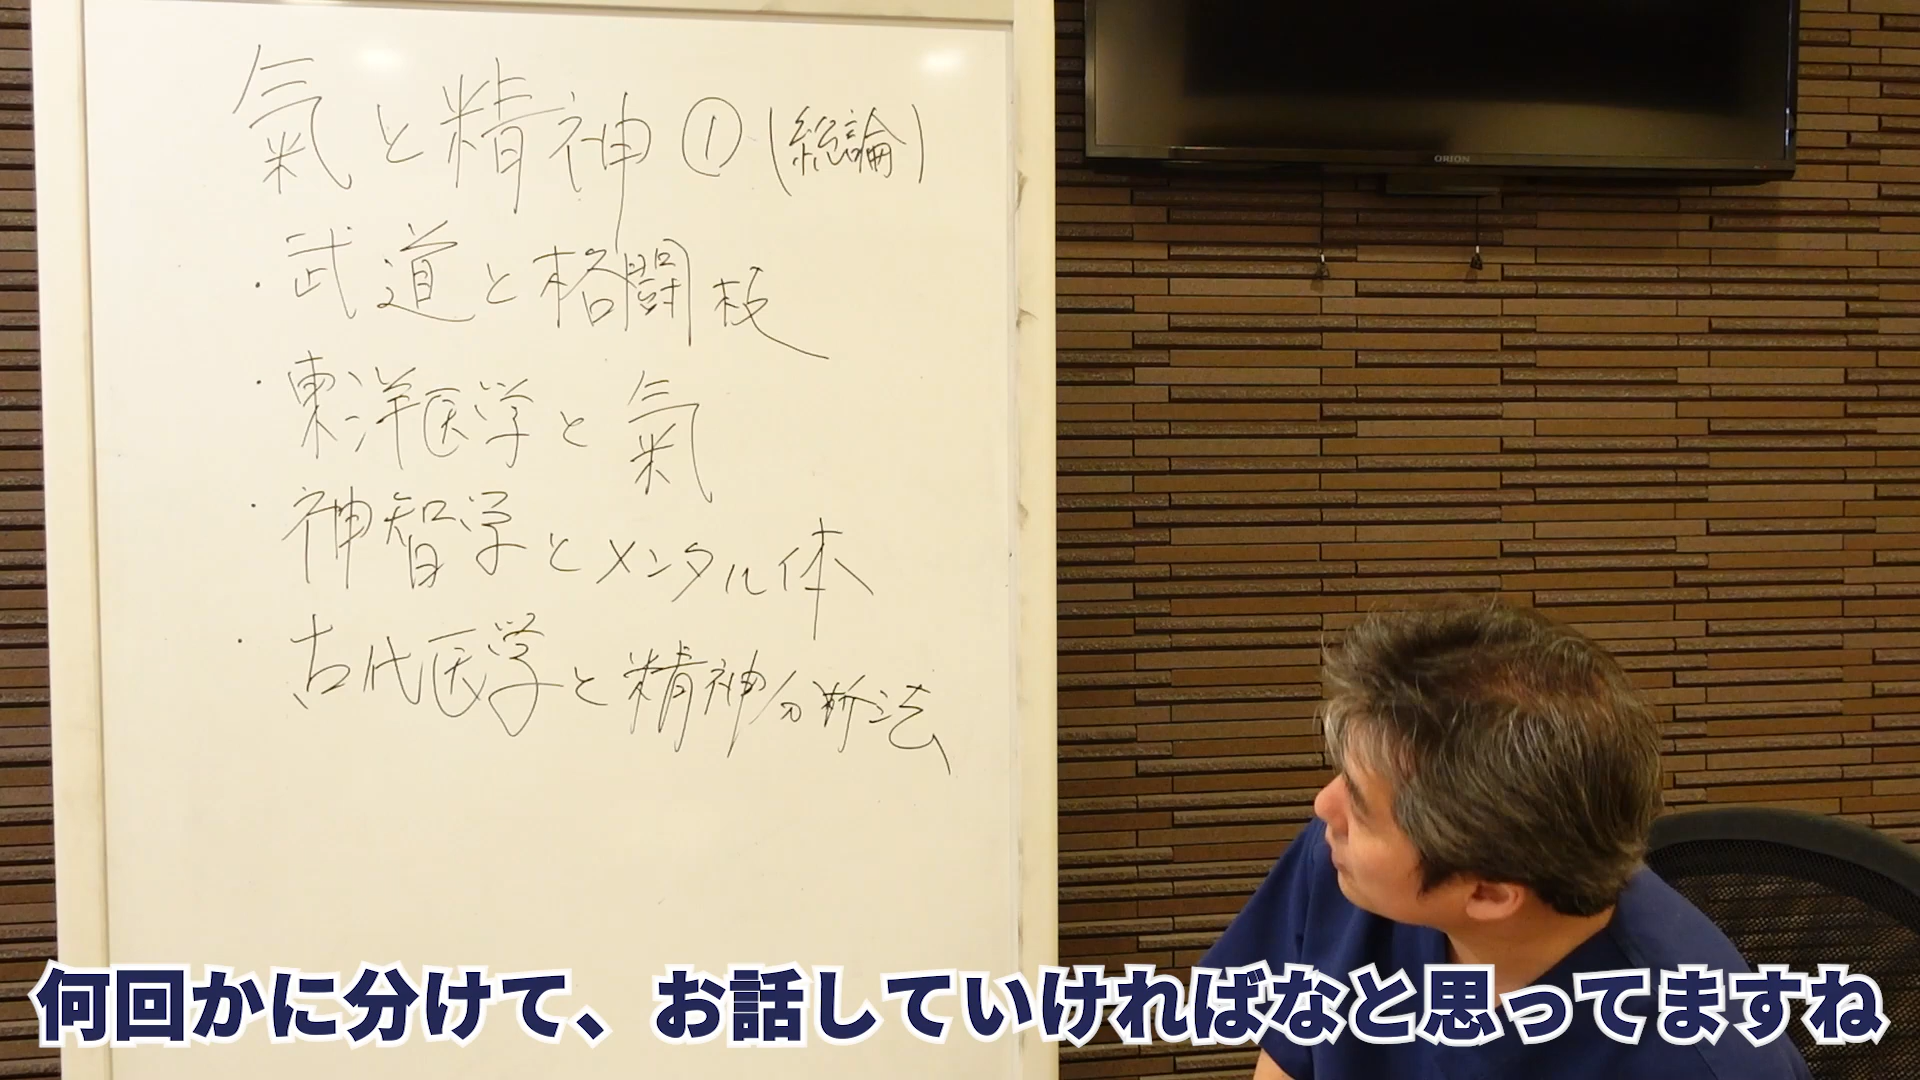 氣と精神①(総論)
・武道と格闘技
・東洋医学と氣
・神智学とメンタル体
・古代医学と精神分断法
ORION
何回かに分けて、お話していければなと思ってますね